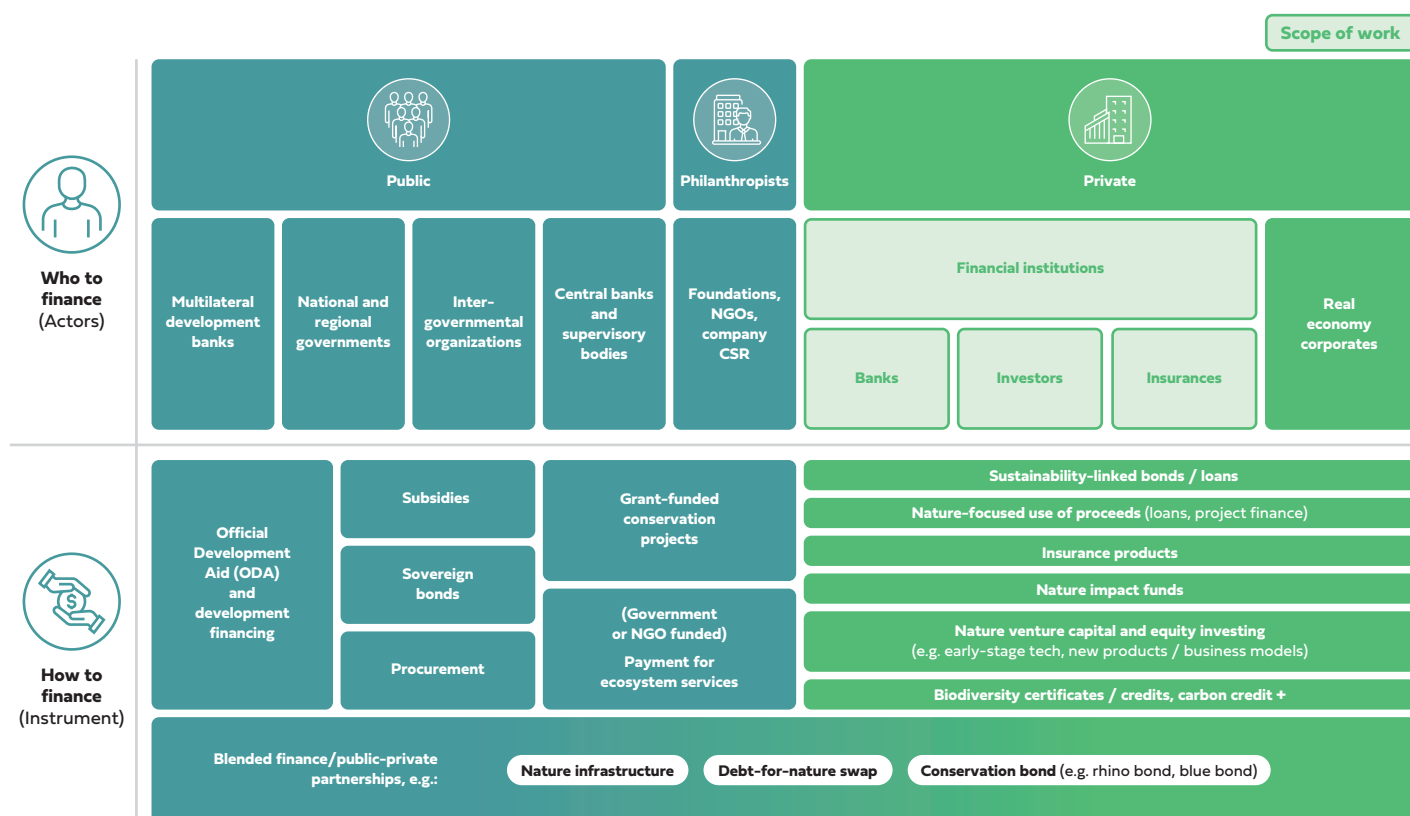 Scope of work
Public
Philanthropists
Private
Who to
finance
(Actors)
Multilateral
development
banks
National and
regional
governments
Inter-
governmental
organizations
Central banks
and
supervisory
bodies
Foundations,
NGOs,
company
CSR
Financial institutions
Banks
Investors
Insurances
Real
economy
corporates
How to
finance
(Instrument)
Official
Development
Aid (ODA)
and
development
financing
Subsidies
Sovereign
bonds
Procurement
Grant-funded
conservation
projects
(Government
or NGO funded)
Payment for
ecosystem services
Sustainability-linked bonds / loans
Nature-focused use of proceeds (loans, project finance)
Insurance products
Nature impact funds
Nature venture capital and equity investing
(e.g. early-stage tech, new products / business models)
Biodiversity certificates / credits, carbon credit +
Blended finance/public-private
partnerships, e.g.:
Nature infrastructure
Debt-for-nature swap
Conservation bond (e.g. rhino bond, blue bond)
$